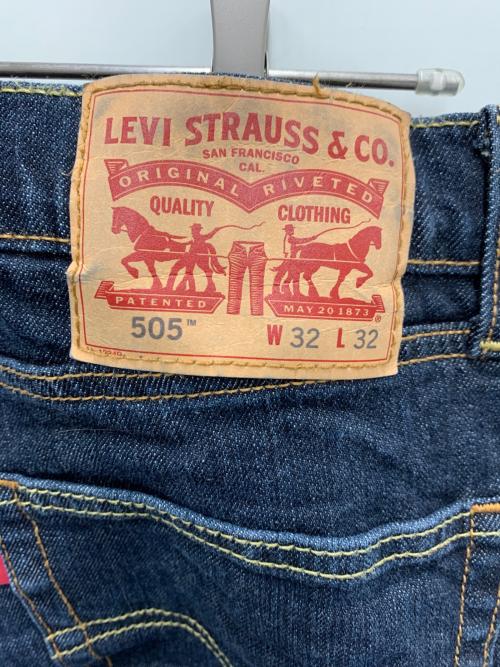 LEVI STRAUSS & CO.
SAN FRANCISCO
CAL.
ORIGINAL RIVETED
QUALITY CLOTHING
PATENTED MAY 20 1873 ®
505™ W 32 L 32